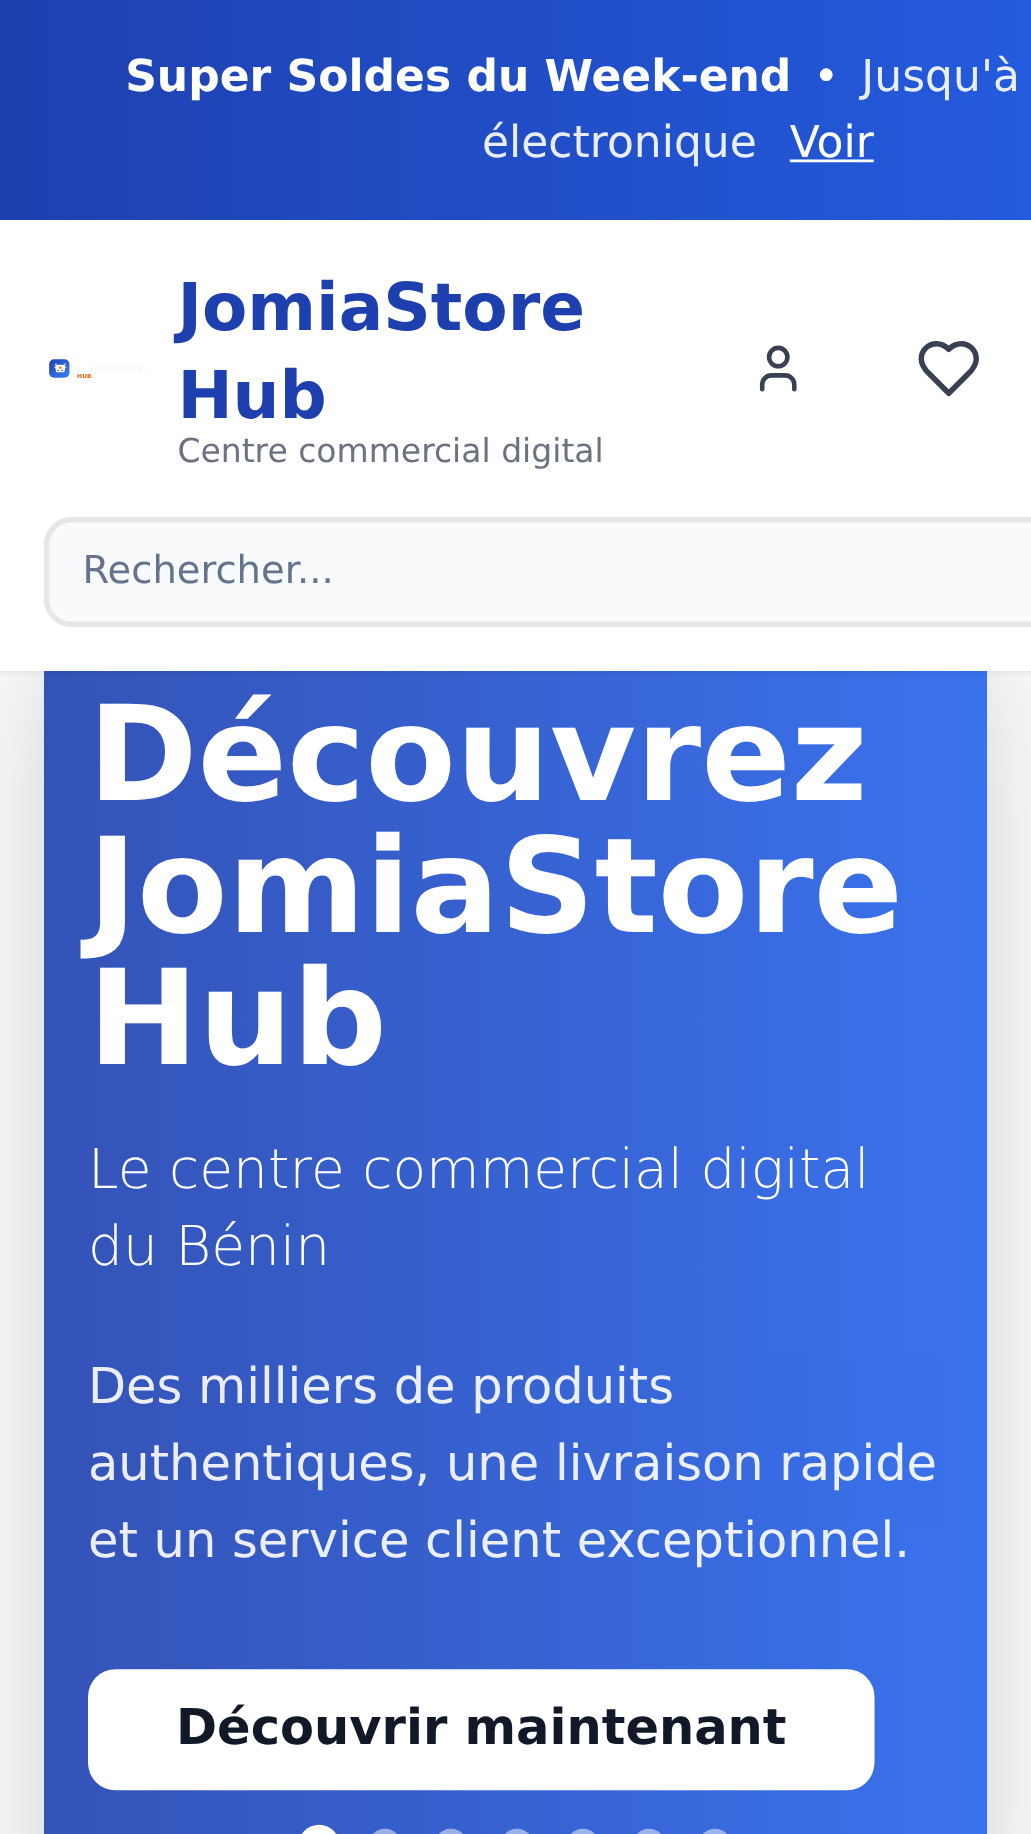 Super Soldes du Week-end • Jusqu'à
électronique Voir
JomiaStore
Hub
HUB
Centre commercial digital
Rechercher...
Découvrez
JomiaStore
Hub
Le centre commercial digital
du Bénin
Des milliers de produits
authentiques, une livraison rapide
et un service client exceptionnel.
Découvrir maintenant